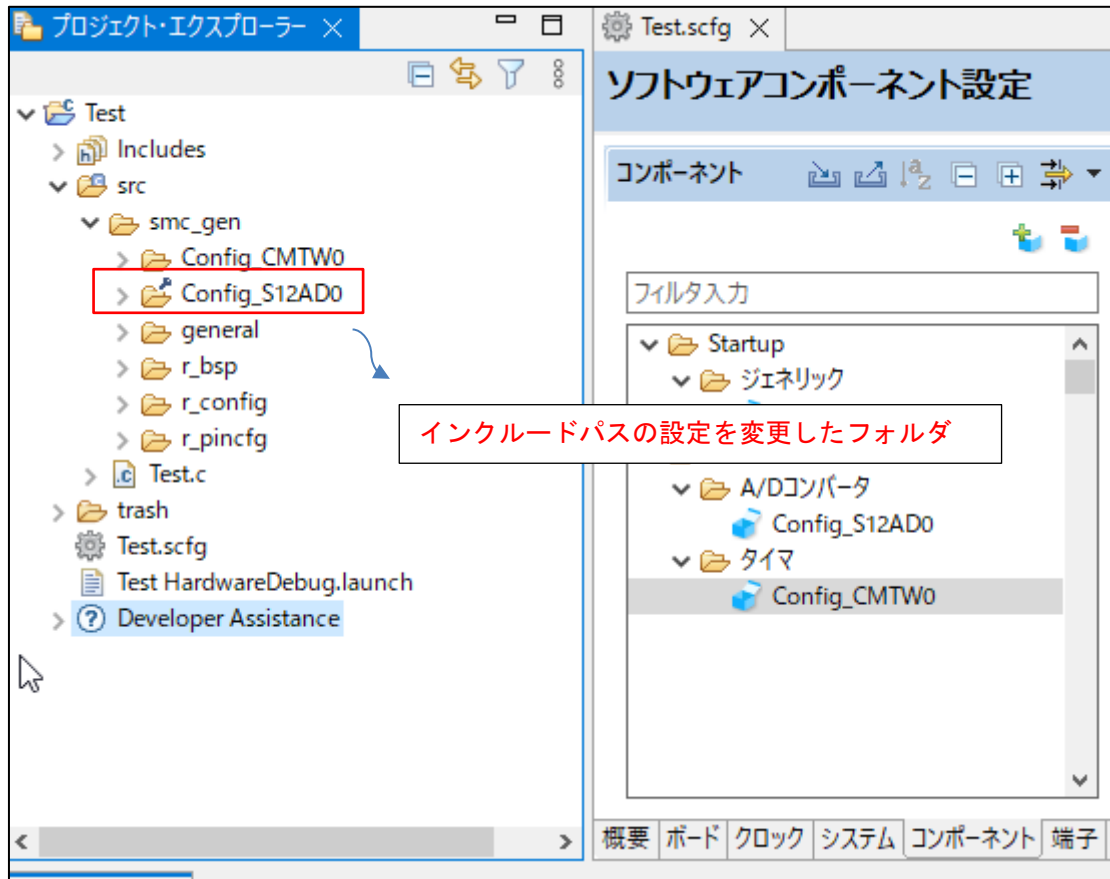 プロジェクト・エクスプローラー
Test
Includes
src
smc_gen
Config_CMTW0
Config_S12AD0
general
r_bsp
r_config
r_pincfg
Test.c
trash
Test.scfg
Test HardwareDebug.launch
Developer Assistance
インクルードパスの設定を変更したフォルダ
Test.scfg
ソフトウェアコンポーネント設定
コンポーネント
フィルタ入力
Startup
ジェネリック
A/Dコンバータ
Config_S12AD0
タイマ
Config_CMTW0
概要 ボード クロック システム コンポーネント 端子